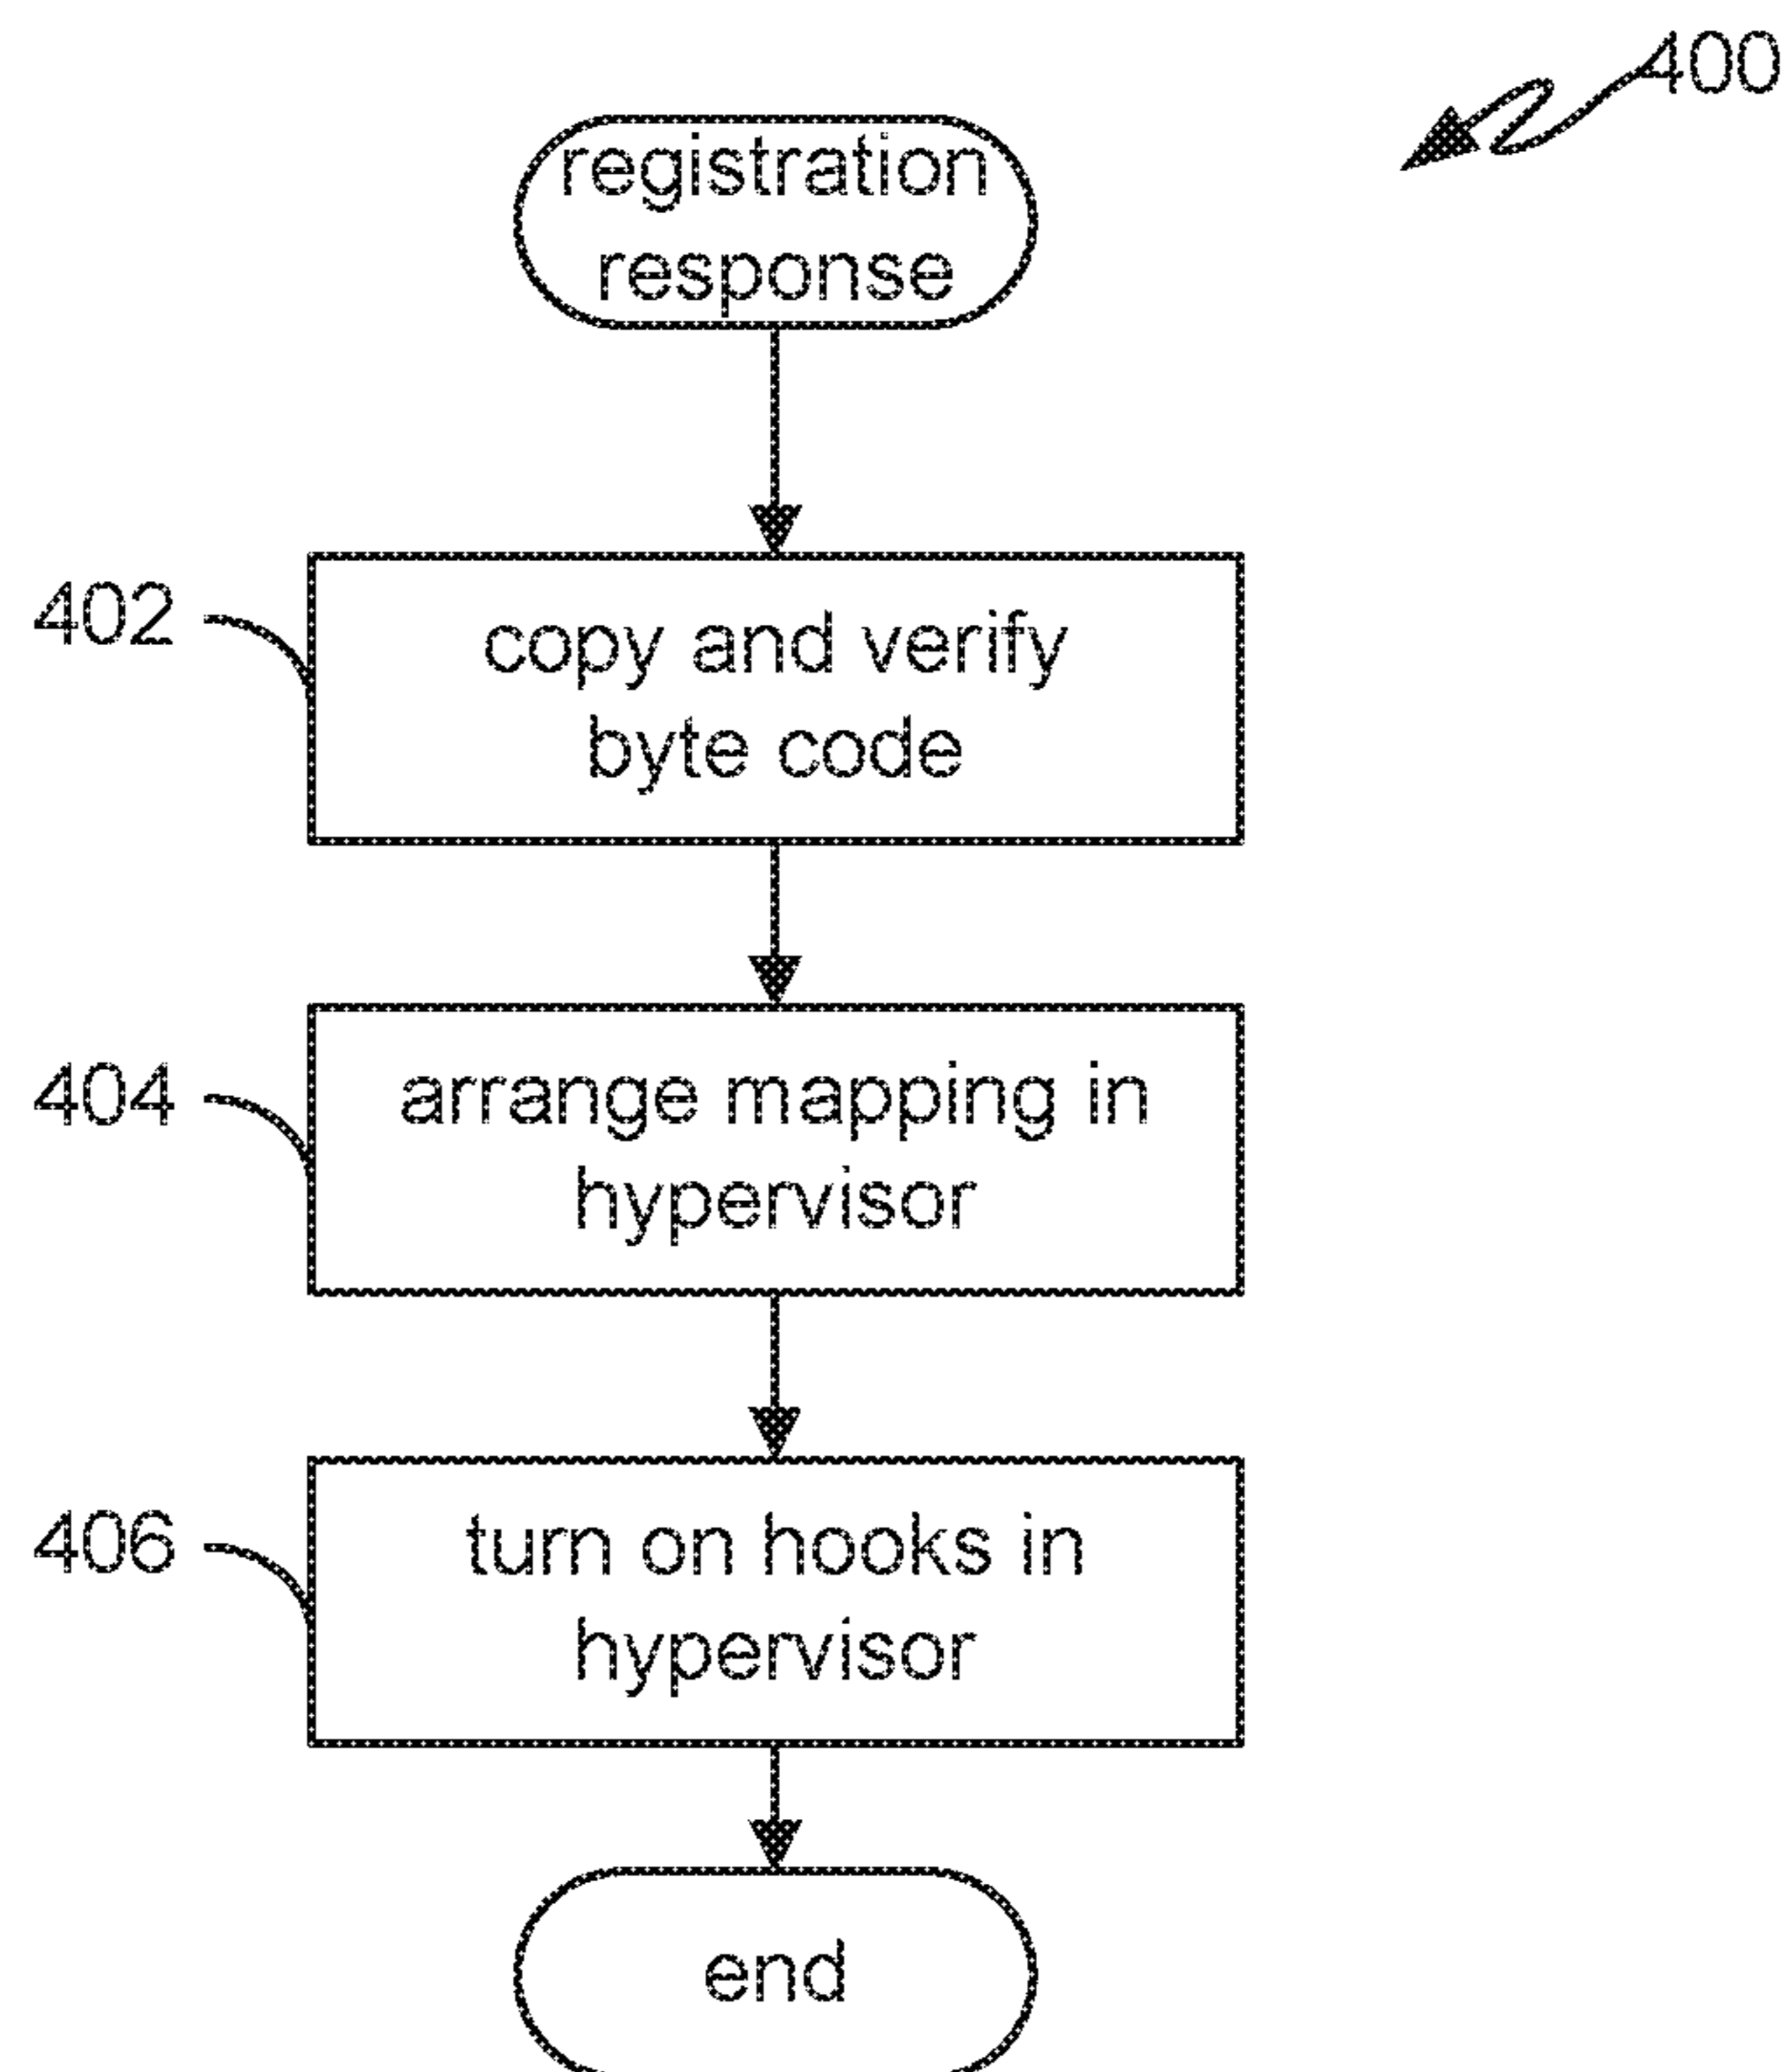 400
registration
response
402
copy and verify
byte code
404
arrange mapping in
hypervisor
406
turn on hooks in
hypervisor
end